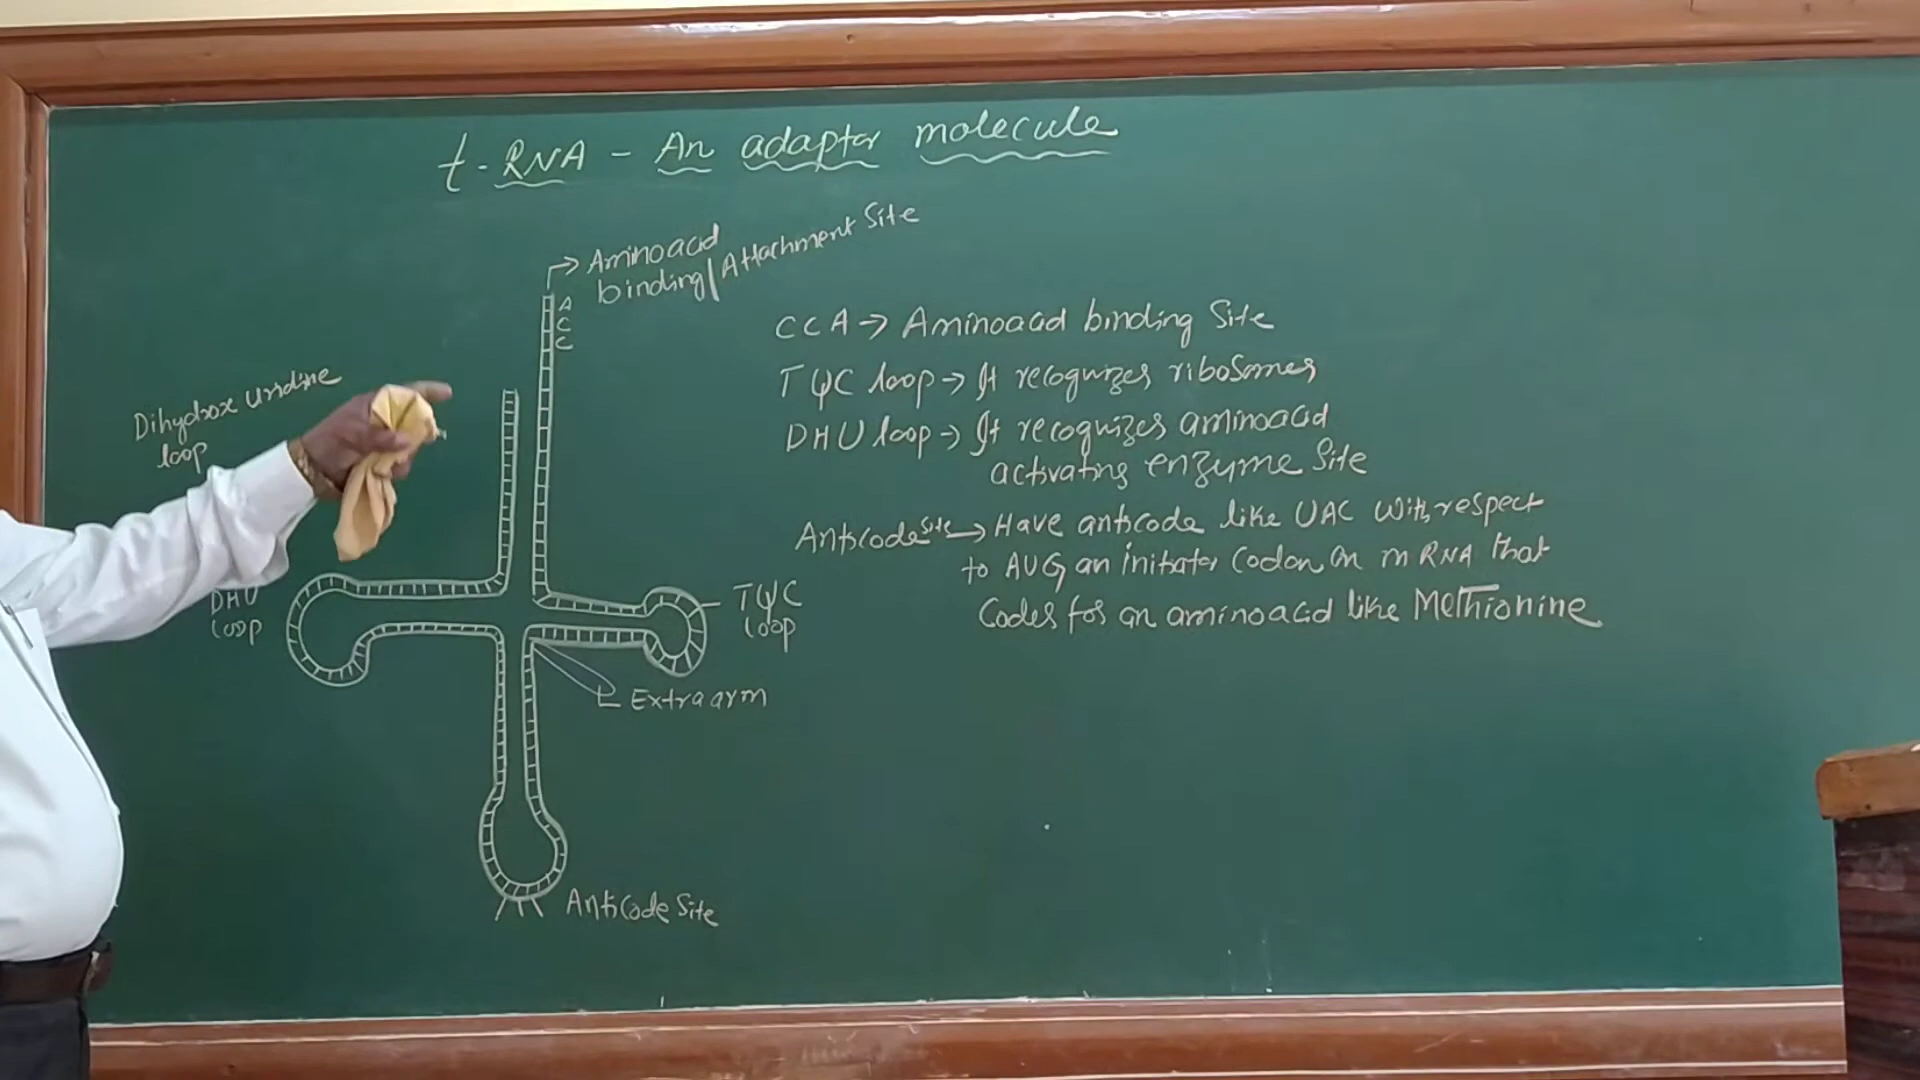 t-RNA - An adaptor molecule
Aminoacid
binding/Attachment Site
A
C
C
CCA → Aminoacid binding Site
TψC loop → It recognizes ribosomes
DHU loop → It recognizes aminoacid
activating enzyme Site
Anticode site → Have anticode like UAC with respect
to AUG, an initiator Codon on mRNA that
Codes for an aminoacid like Methionine
Dihydrox uridine
loop
DHU
loop
TψC
loop
Extra arm
Anticode Site